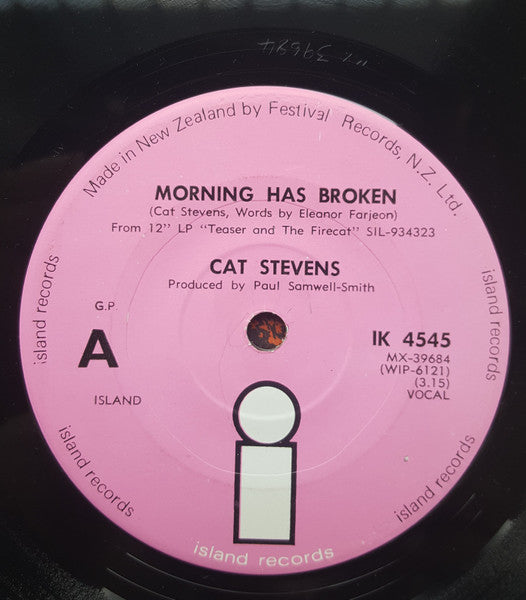 Made in New Zealand by Festival Records, N.Z. Ltd.
MORNING HAS BROKEN
(Cat Stevens, Words by Eleanor Farjeon)
From 12" LP "Teaser and The Firecat" SIL-934323
CAT STEVENS
Produced by Paul Samwell-Smith
G.P.
A
ISLAND
IK 4545
MX-39684
(WIP-6121)
(3.15)
VOCAL
island records
island records
island records
island records
island records